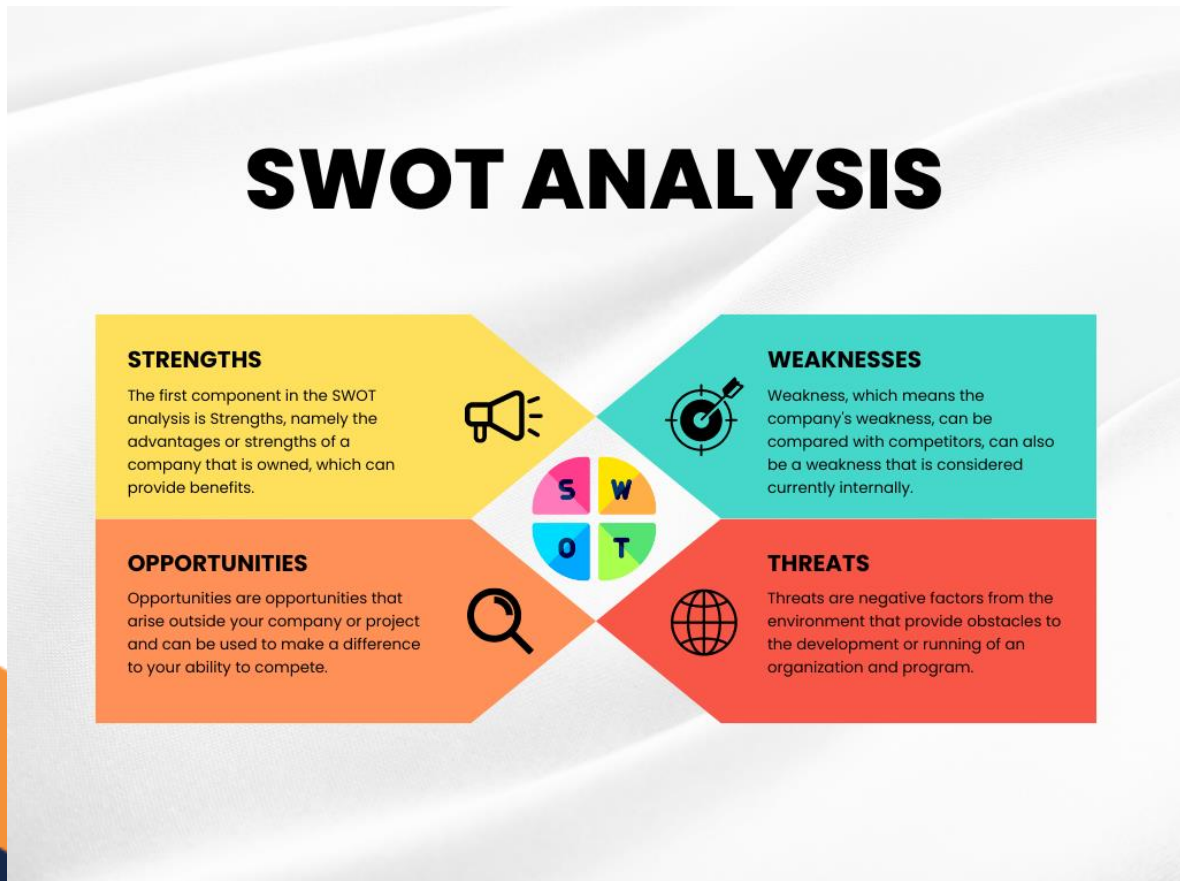 SWOT ANALYSIS
STRENGTHS
The first component in the SWOT
analysis is Strengths, namely the
advantages or strengths of a
company that is owned, which can
provide benefits.
WEAKNESSES
Weakness, which means the
company's weakness, can be
compared with competitors, can also
be a weakness that is considered
currently internally.
S W
O T
OPPORTUNITIES
Opportunities are opportunities that
arise outside your company or project
and can be used to make a difference
to your ability to compete.
THREATS
Threats are negative factors from the
environment that provide obstacles to
the development or running of an
organization and program.